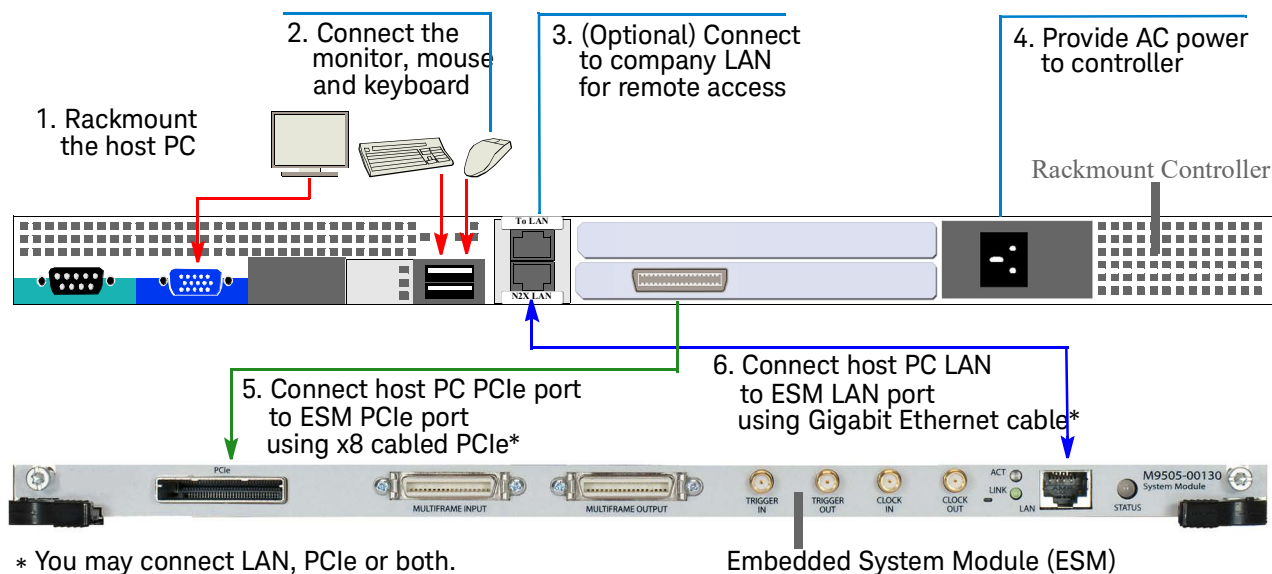 1. Rackmount
the host PC
2. Connect the
monitor, mouse
and keyboard
3. (Optional) Connect
to company LAN
for remote access
4. Provide AC power
to controller
Rackmount Controller
To LAN
N2X LAN
5. Connect host PC PCIe port
to ESM PCIe port
using x8 cabled PCIe*
6. Connect host PC LAN
to ESM LAN port
using Gigabit Ethernet cable*
PCIe
MULTIFRAME INPUT
MULTIFRAME OUTPUT
TRIGGER
IN
TRIGGER
OUT
CLOCK
IN
CLOCK
OUT
ACT
LINK
LAN
STATUS
M9505-00130
System Module
* You may connect LAN, PCIe or both.
Embedded System Module (ESM)